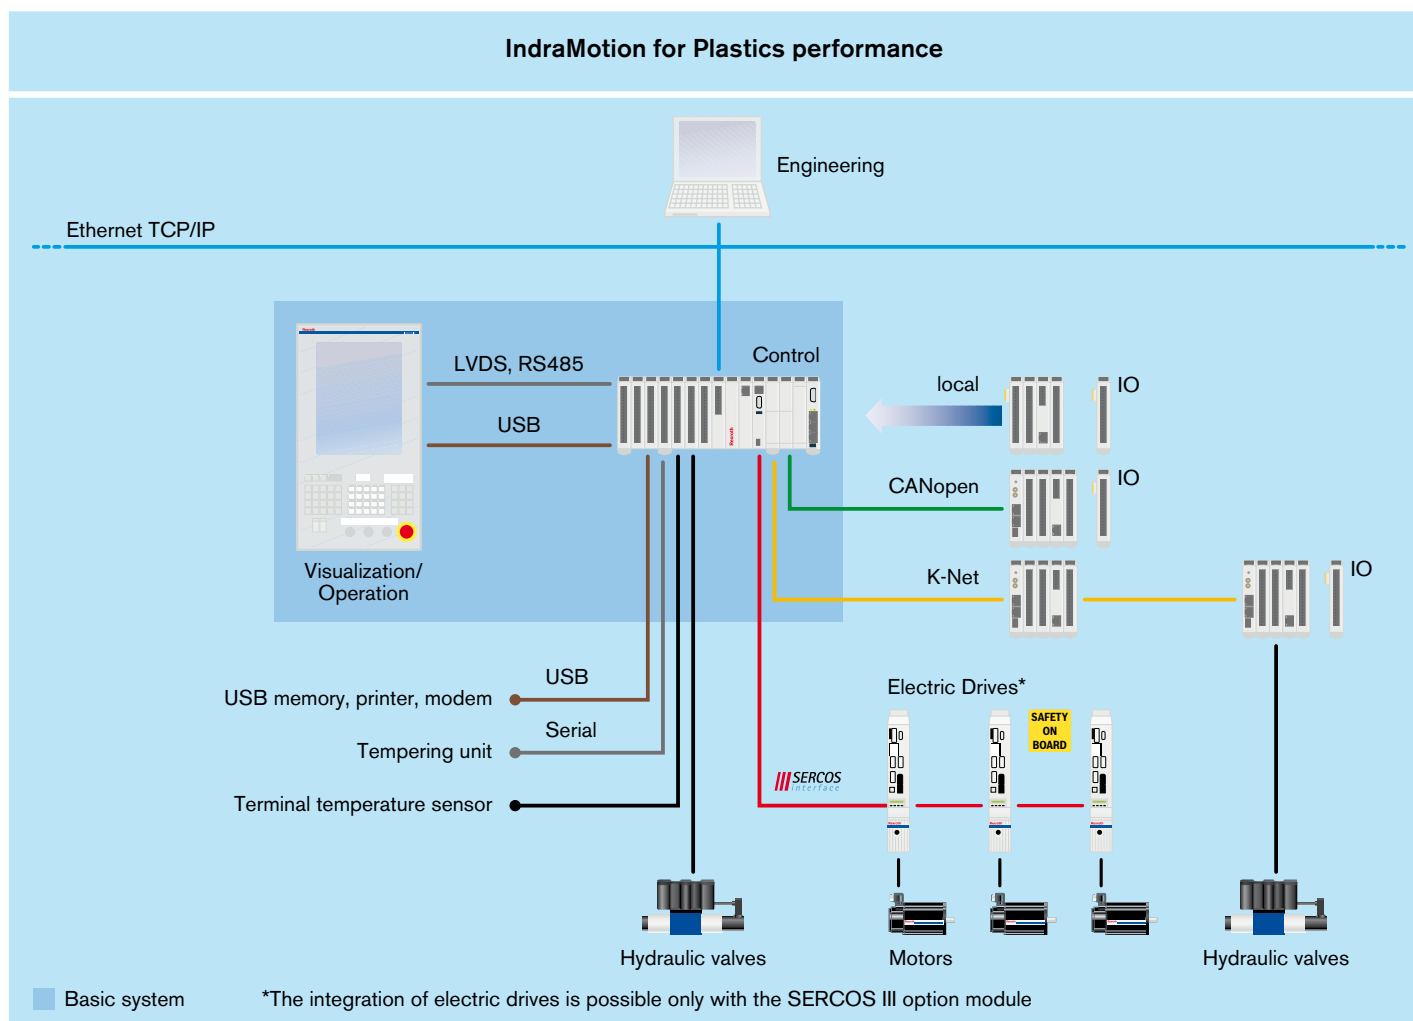 IndraMotion for Plastics performance
Engineering
Ethernet TCP/IP
Control
LVDS, RS485
USB
local
IO
CANopen
IO
K-Net
IO
Visualization/
Operation
Rexroth
USB
USB memory, printer, modem
Serial
Tempering unit
Terminal temperature sensor
Electric Drives*
SAFETY
ON
BOARD
SERCOS
interface
Hydraulic valves
Motors
Hydraulic valves
Basic system
*The integration of electric drives is possible only with the SERCOS III option module